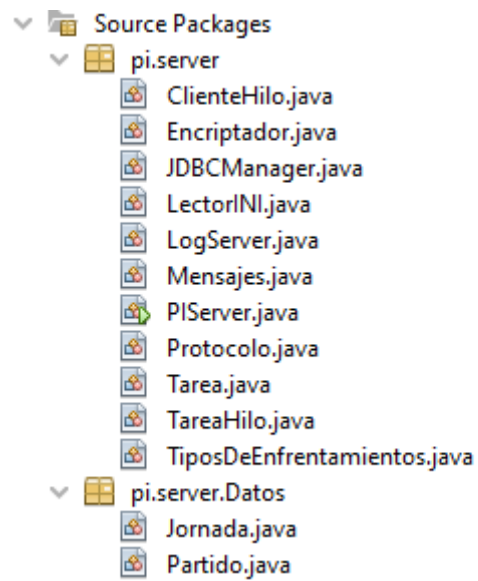 Source Packages
pi.server
ClienteHilo.java
Encriptador.java
JDBCManager.java
LectorINI.java
LogServer.java
Mensajes.java
PIServer.java
Protocolo.java
Tarea.java
TareaHilo.java
TiposDeEnfrentamientos.java
pi.server.Datos
Jornada.java
Partido.java